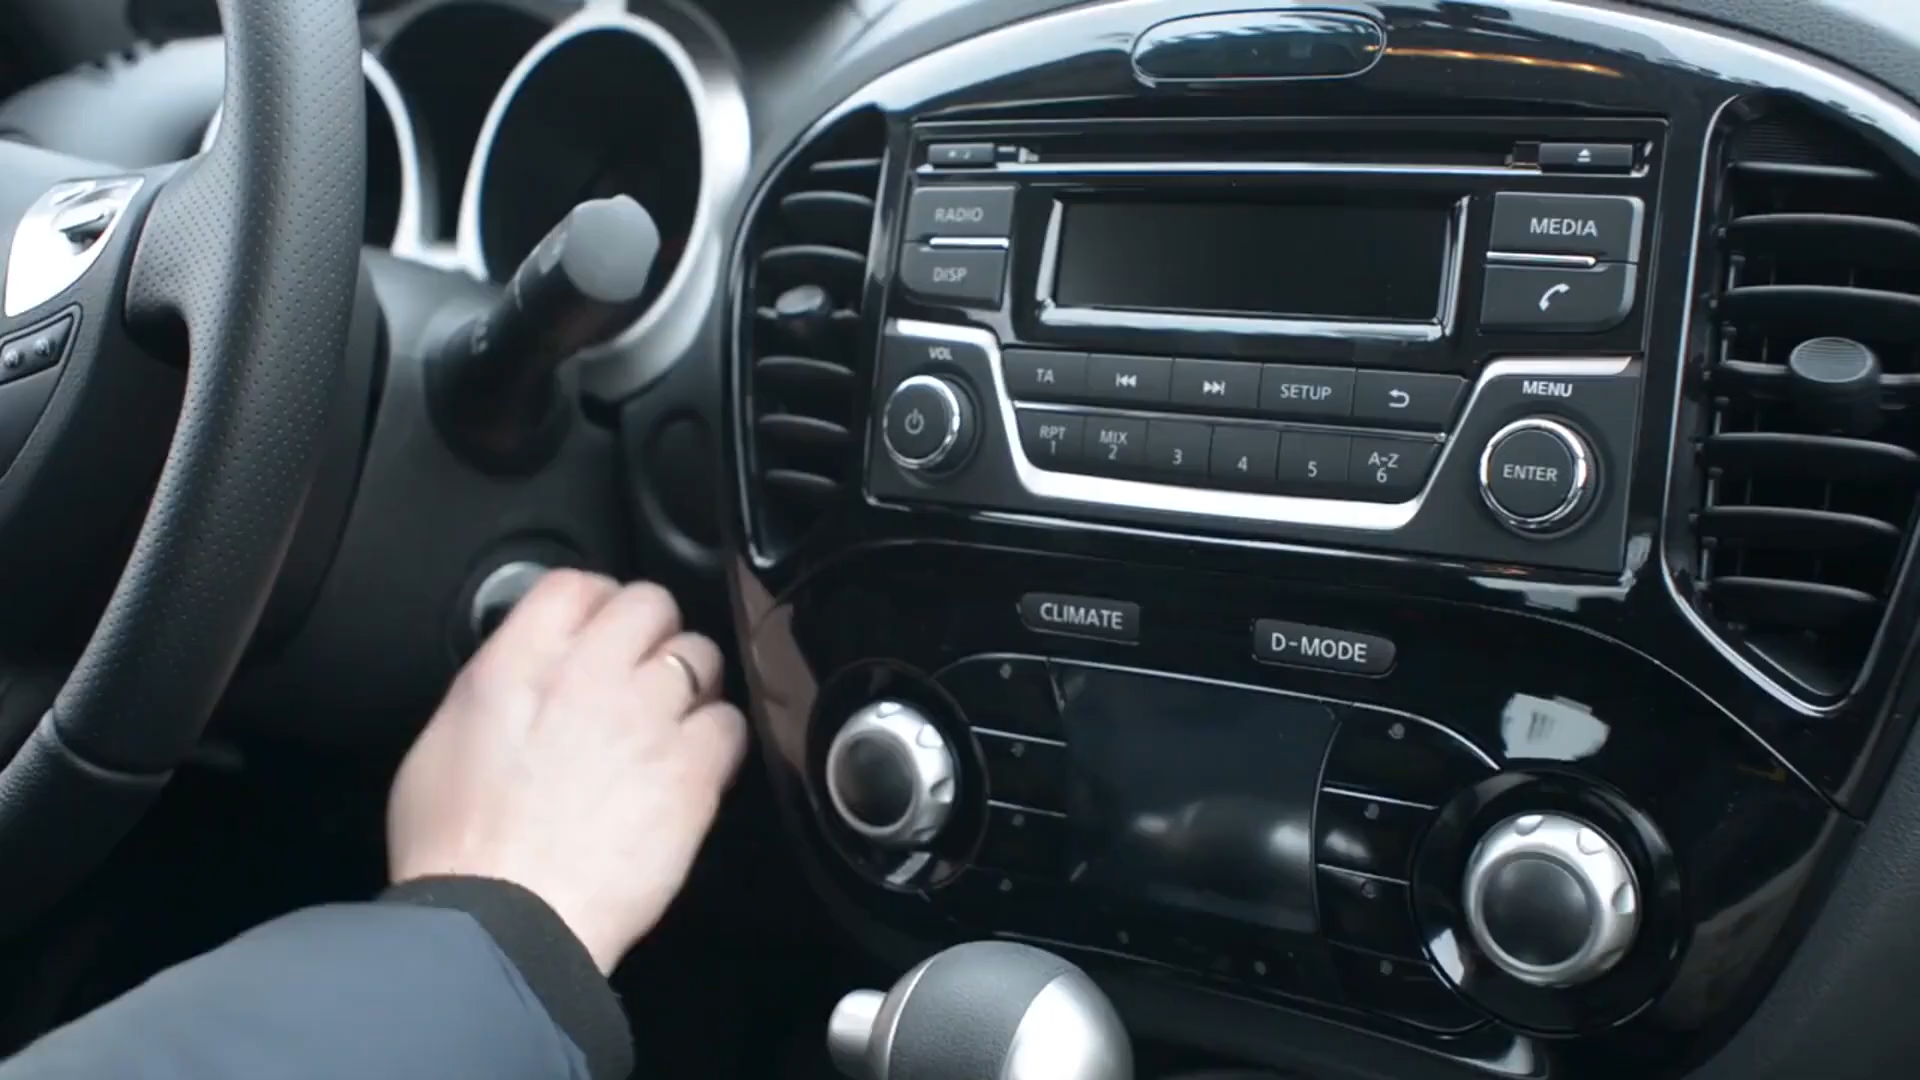 RADIO
MEDIA
DISP
VOL
TA
SETUP
MENU
RPT
1
MIX
2
3
4
5
A-Z
6
ENTER
CLIMATE
D-MODE